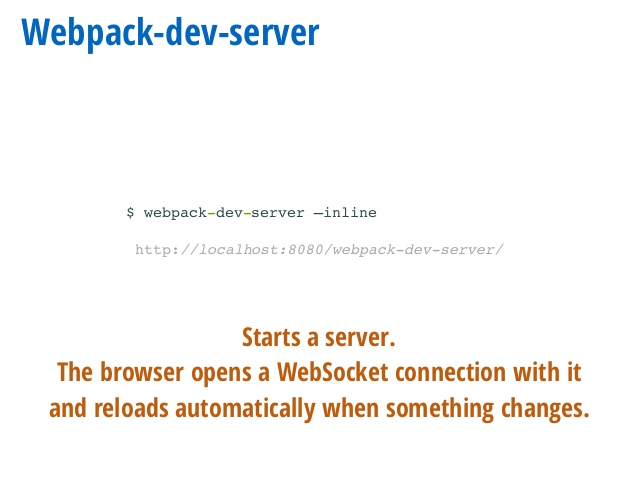 Webpack-dev-server
$ webpack-dev-server —inline
http://localhost:8080/webpack-dev-server/
Starts a server.
The browser opens a WebSocket connection with it
and reloads automatically when something changes.